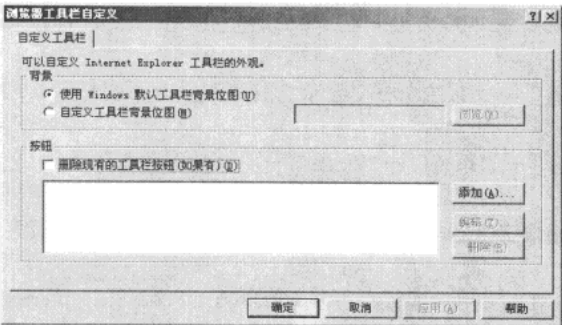 浏览器工具栏自定义
自定义工具栏
可以自定义 Internet Explorer 工具栏的外观。
背景
使用 Windows 默认工具栏背景位图(U)
自定义工具栏背景位图(M)
浏览(O)...
按钮
删除现有的工具栏按钮(如果有)(D)
添加(A)...
编辑(T)...
删除(E)
确定
取消
应用(A)
帮助